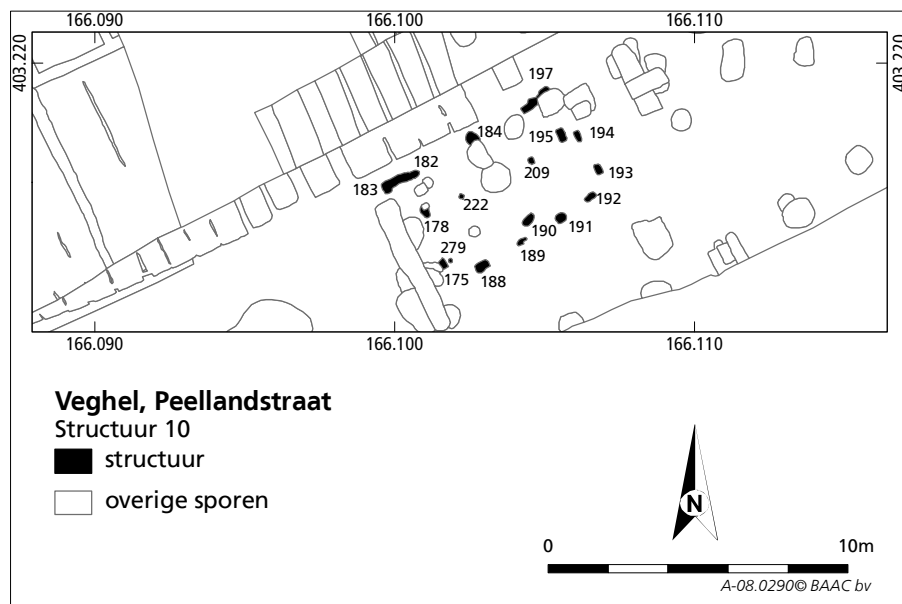 166.090 166.100 166.110
403.220 403.220
197
184 195 194
182 209 193
183 192
222
178 190 191
279 189
175 188
166.090 166.100 166.110
Veghel, Peellandstraat
Structuur 10
structuur
overige sporen
N
0 10m
A-08.0290© BAAC bv